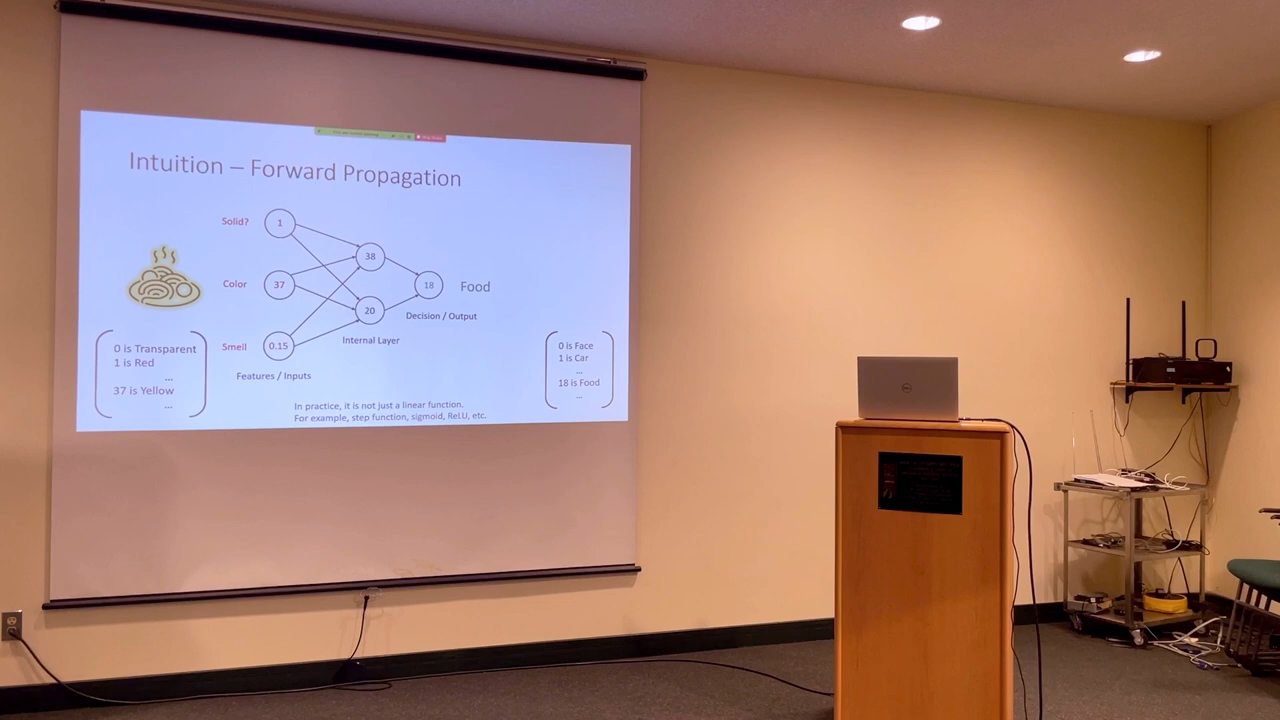 Intuition – Forward Propagation
Solid?
1
38
Color
37
18
Food
20
Decision / Output
Internal Layer
Smell
0.15
Features / Inputs
0 is Transparent
1 is Red
...
37 is Yellow
...
0 is Face
1 is Car
...
18 is Food
...
In practice, it is not just a linear function.
For example, step function, sigmoid, ReLU, etc.
DELL